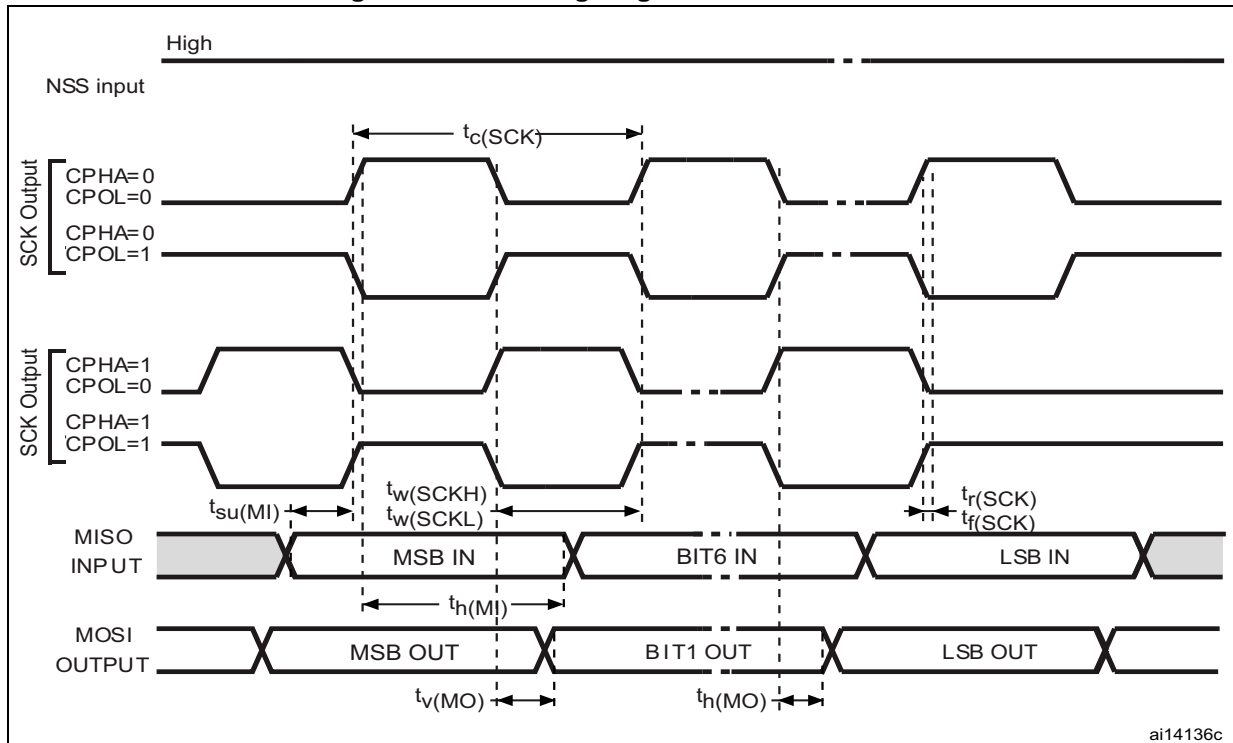 High
NSS input
tc(SCK)
SCK Output
CPHA=0
CPOL=0
CPHA=0
CPOL=1
SCK Output
CPHA=1
CPOL=0
CPHA=1
CPOL=1
tsu(MI)
tw(SCKH)
tw(SCKL)
tr(SCK)
tf(SCK)
MISO
INPUT
MSB IN
BIT6 IN
LSB IN
th(MI)
MOSI
OUTPUT
MSB OUT
BIT1 OUT
LSB OUT
tv(MO)
th(MO)
ai14136c